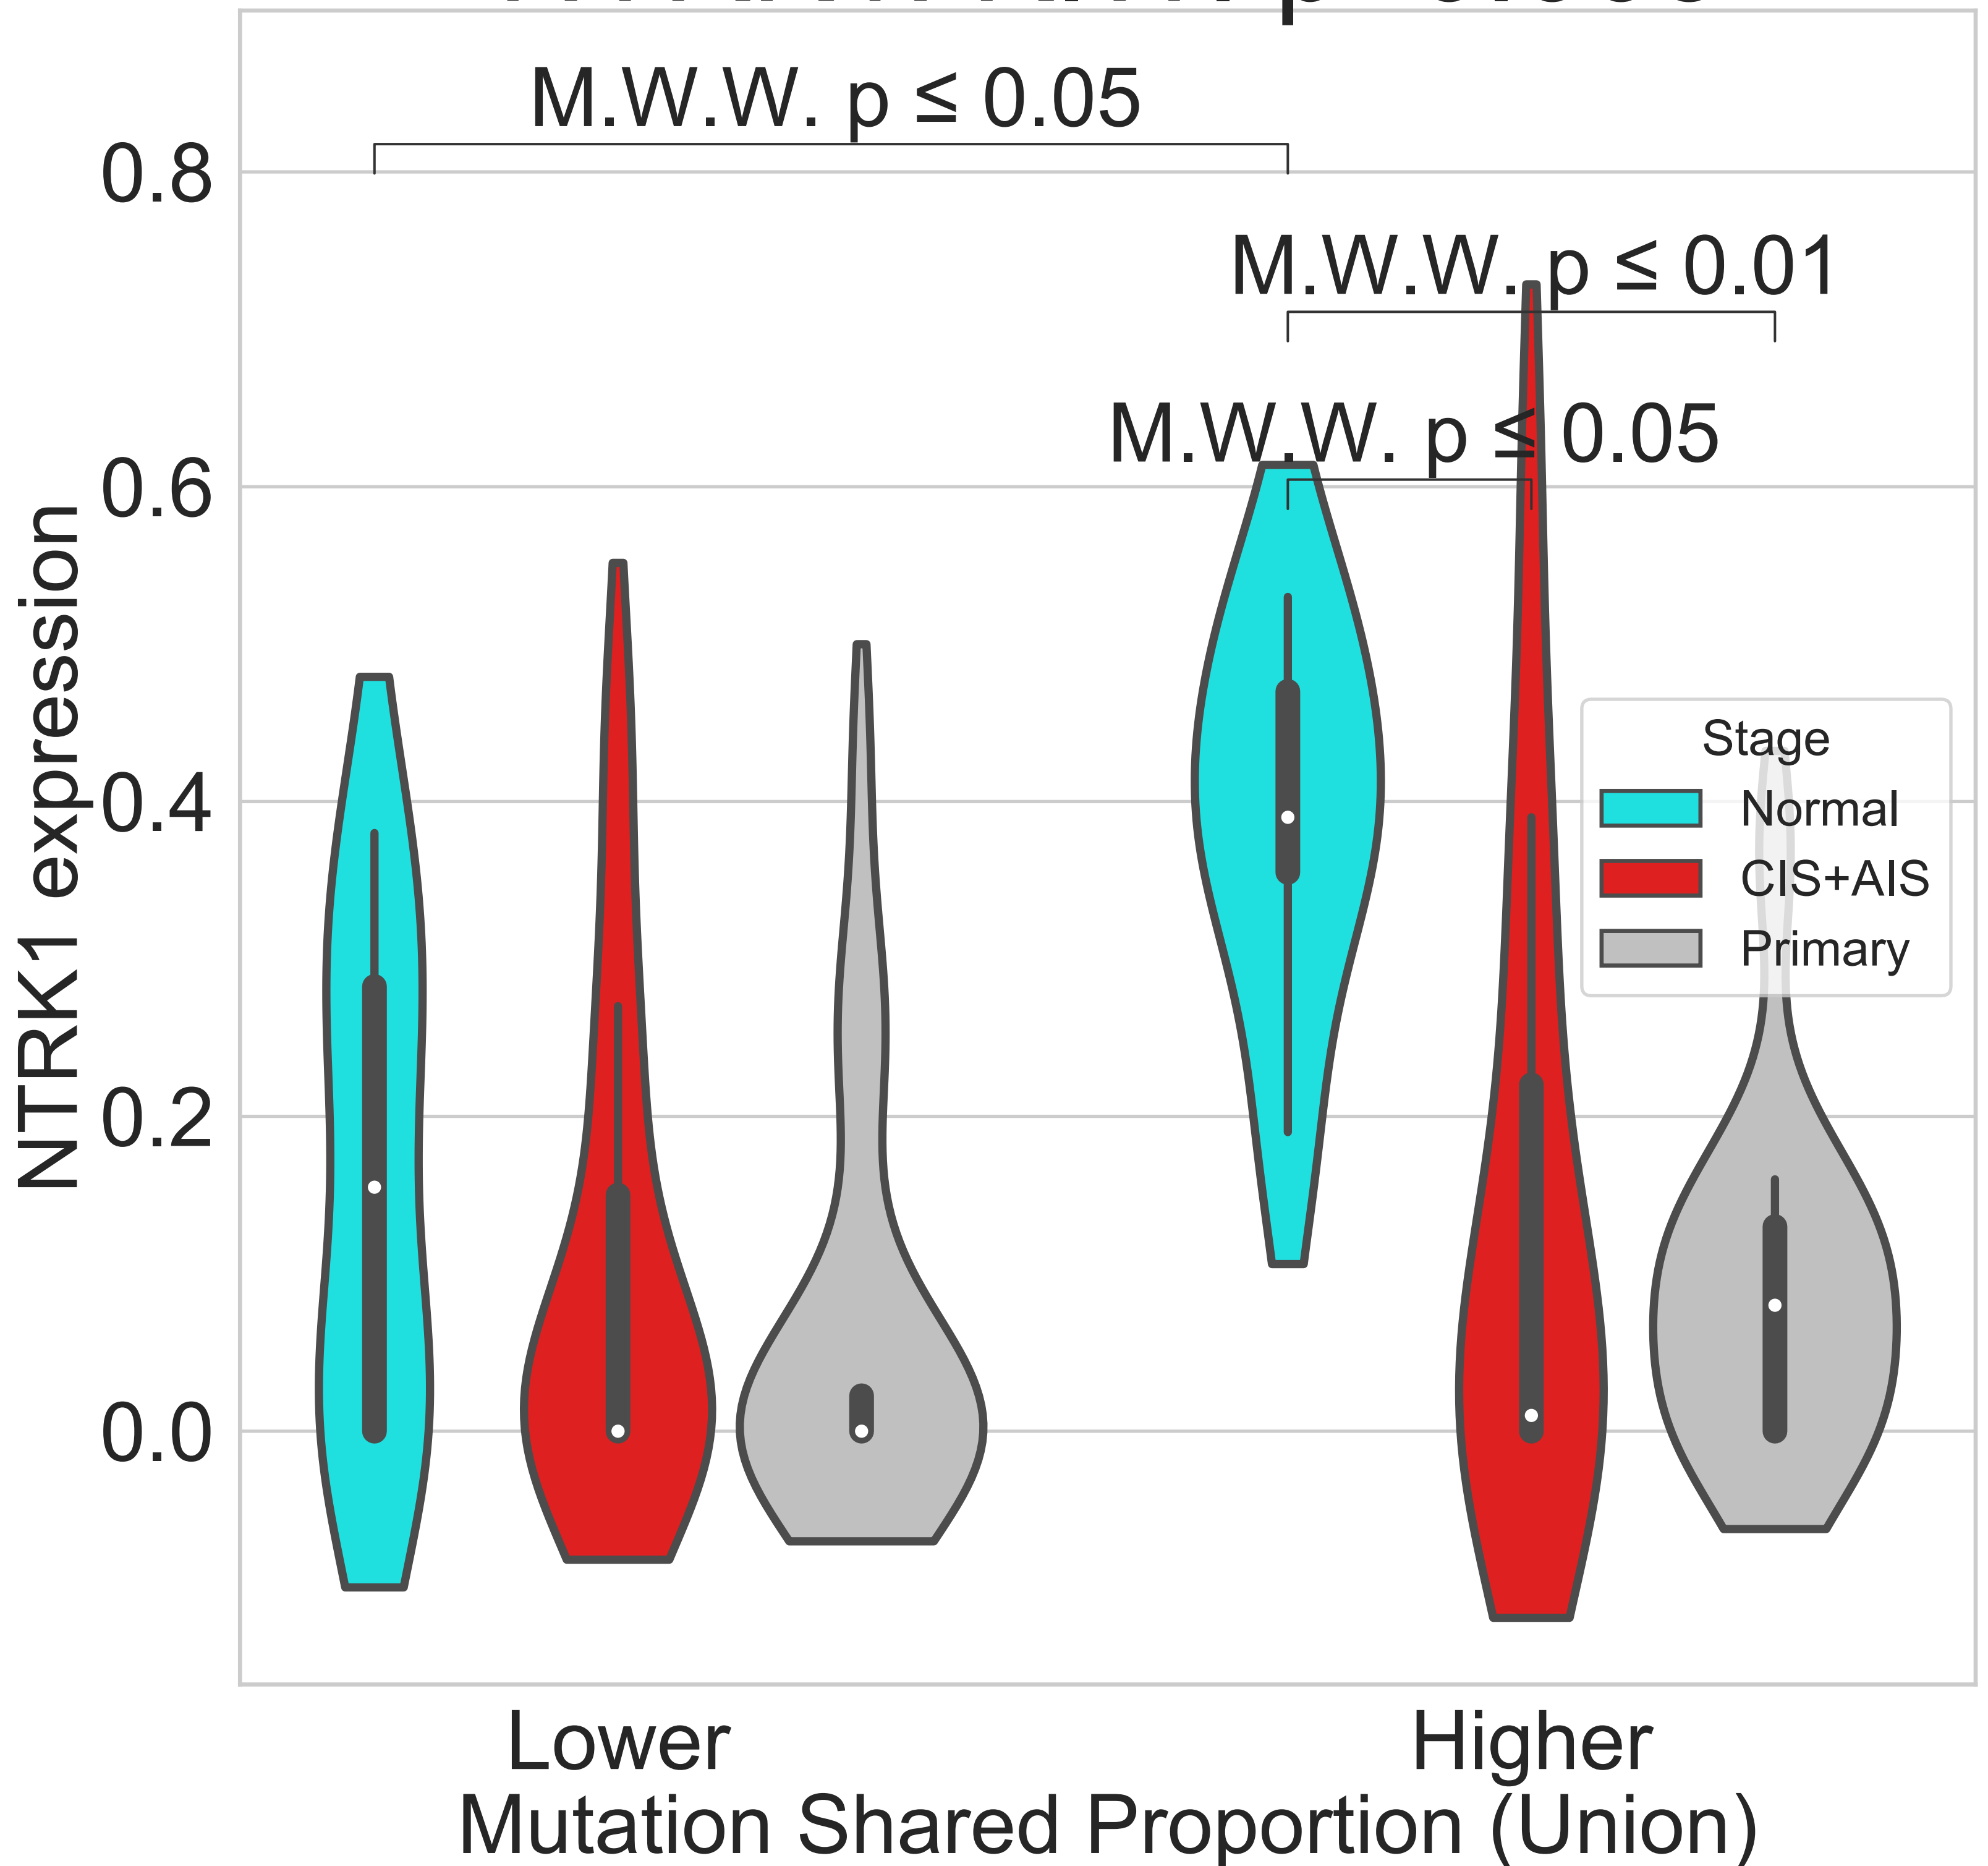 M.W.W. p ≤ 0.05
0.8
M.W.W. p ≤ 0.01
M.W.W. p ≤ 0.05
0.6
0.4
0.2
0.0
NTRK1 expression
Stage
Normal
CIS+AIS
Primary
Lower
Higher
Mutation Shared Proportion (Union)